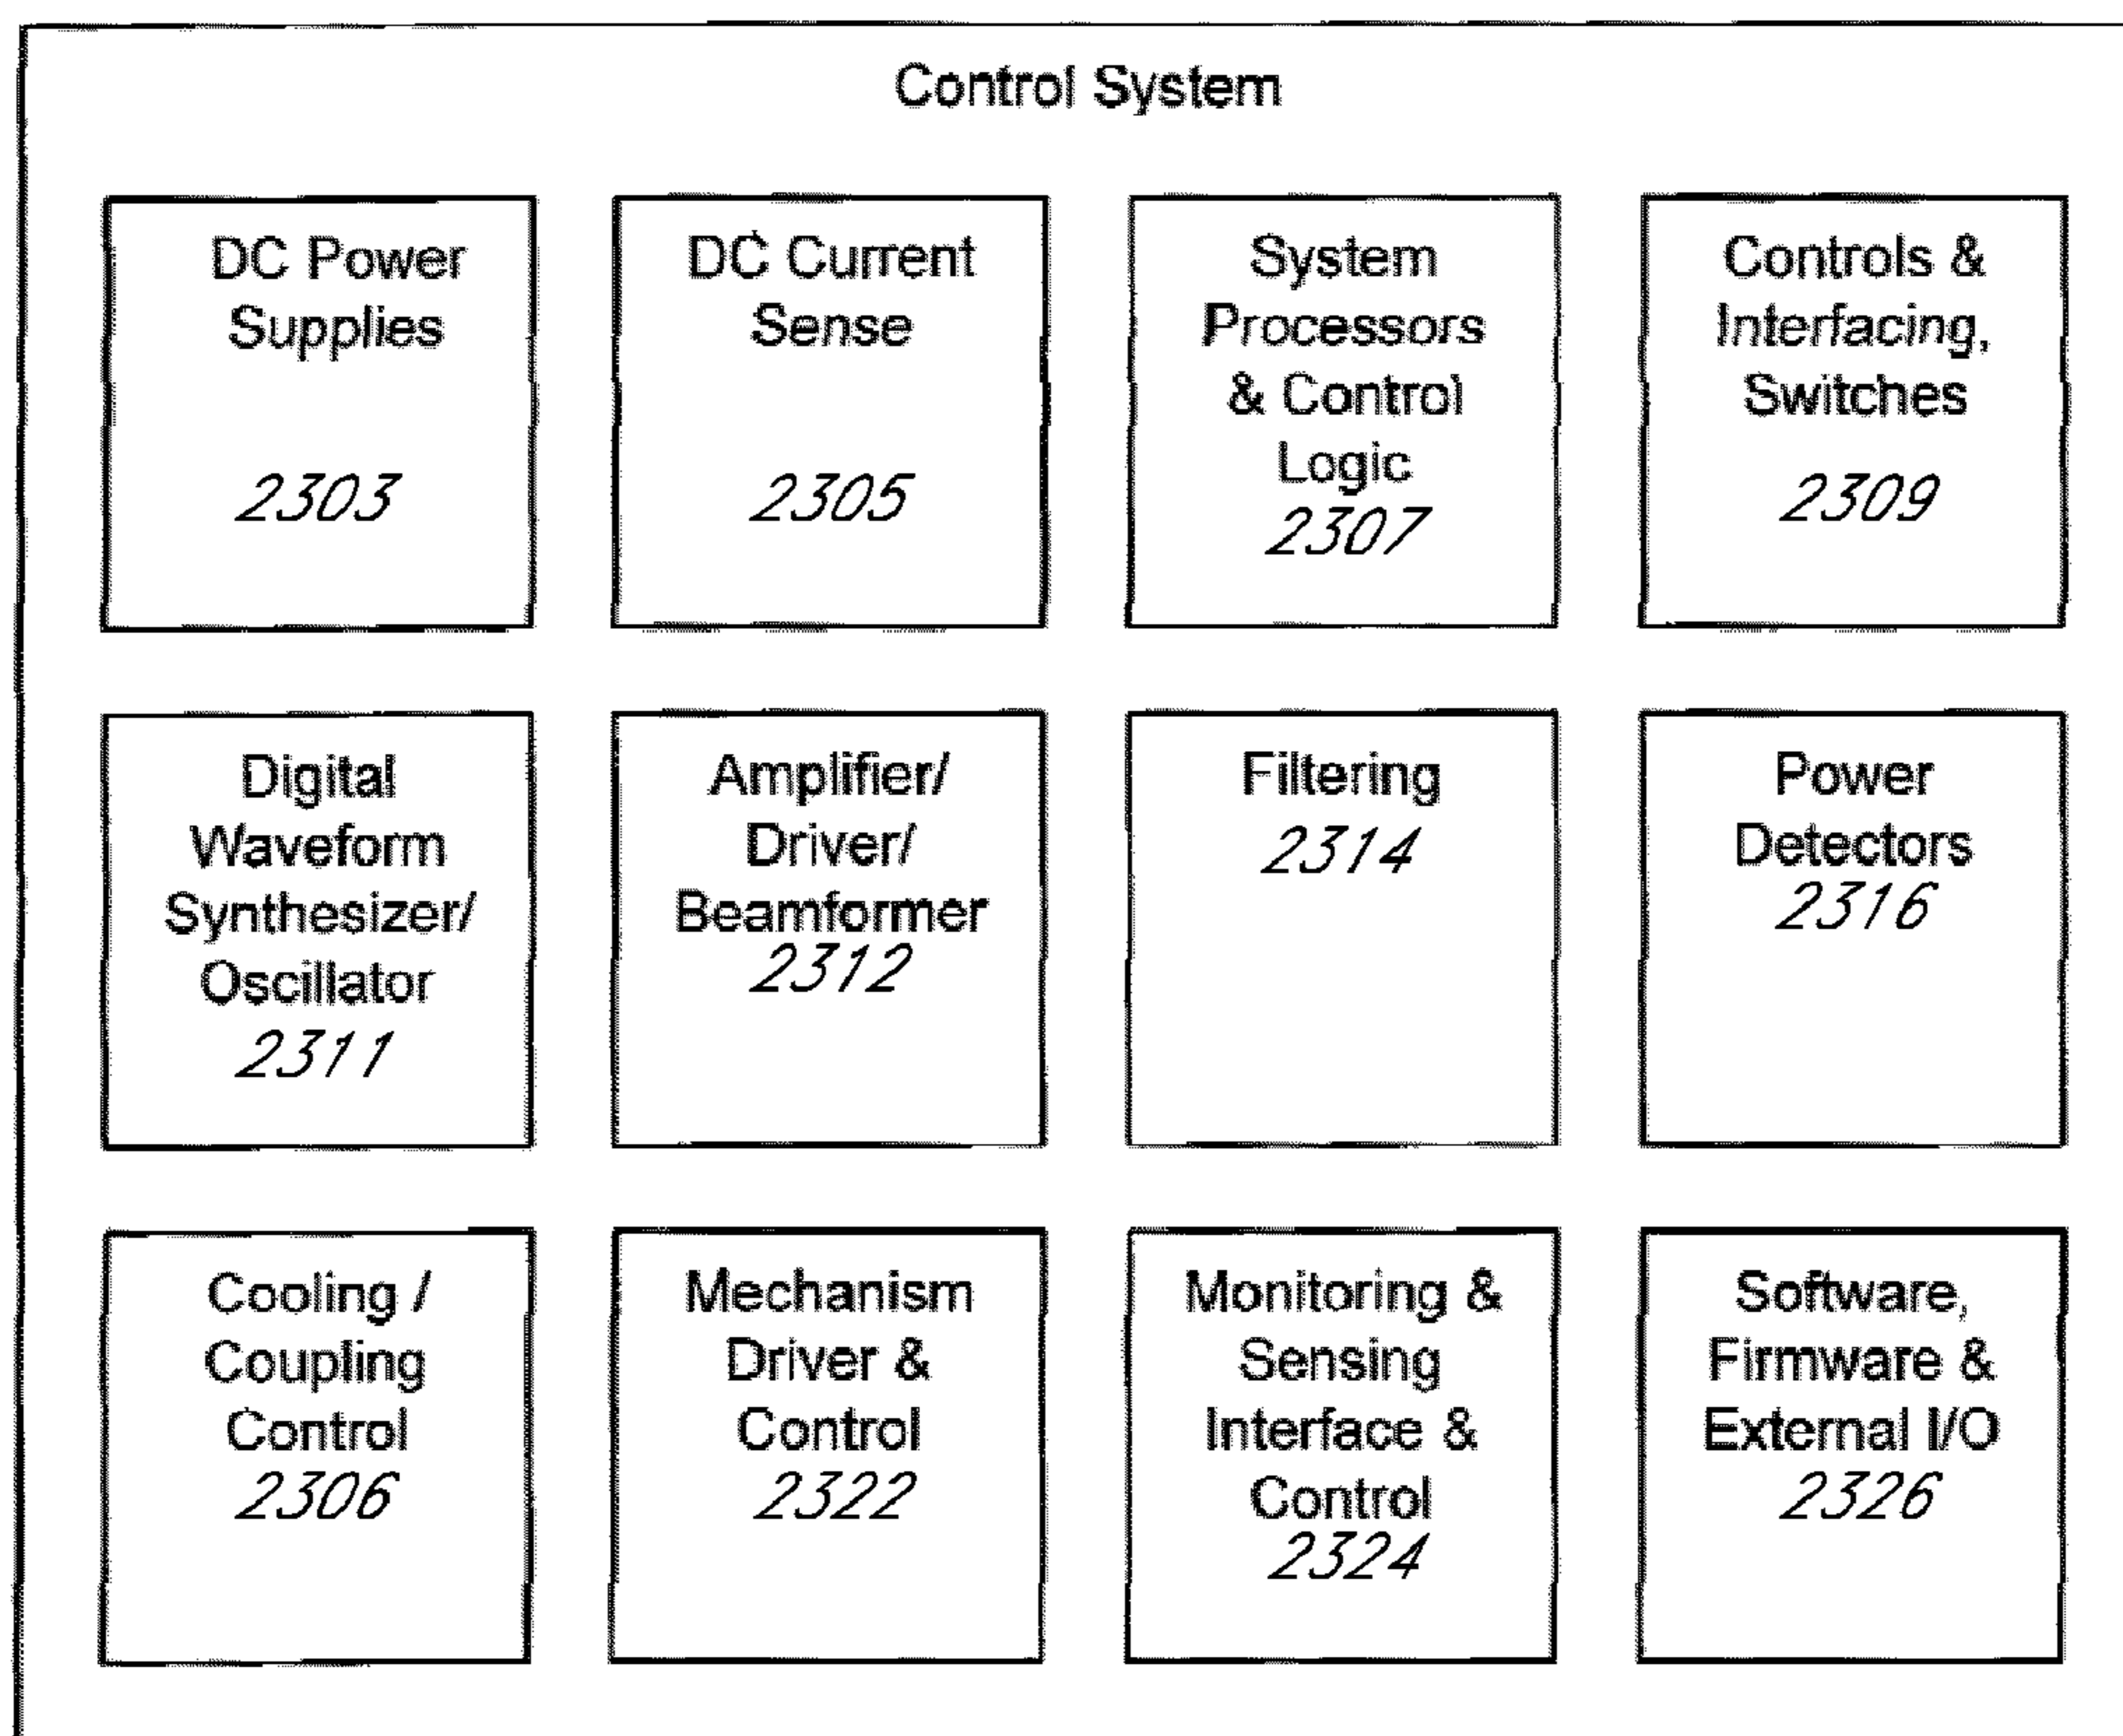 Control System
DC Power
Supplies
2303
DC Current
Sense
2305
System
Processors
& Control
Logic
2307
Controls &
Interfacing,
Switches
2309
Digital
Waveform
Synthesizer/
Oscillator
2311
Amplifier/
Driver/
Beamformer
2312
Filtering
2314
Power
Detectors
2316
Cooling /
Coupling
Control
2306
Mechanism
Driver &
Control
2322
Monitoring &
Sensing
Interface &
Control
2324
Software,
Firmware &
External I/O
2326